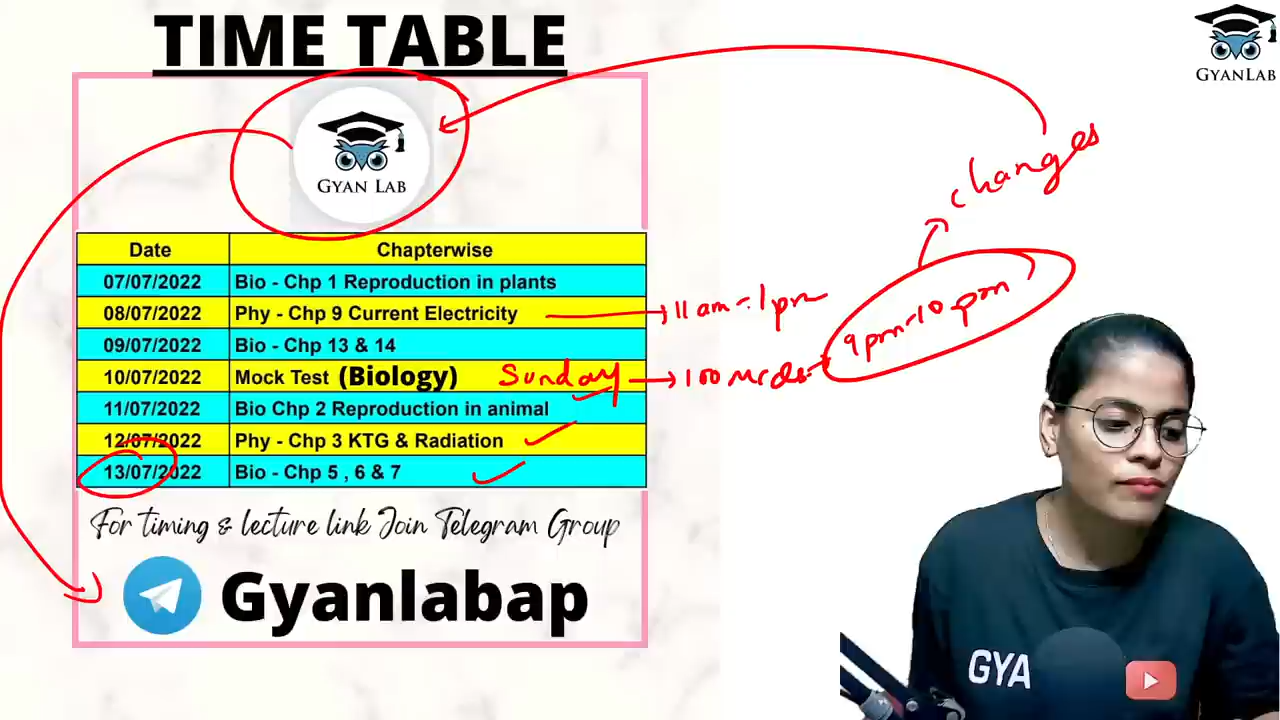 TIME TABLE
GYANLAB
GYAN LAB
changes
Date Chapterwise
07/07/2022 Bio - Chp 1 Reproduction in plants
08/07/2022 Phy - Chp 9 Current Electricity 11 am - 1 pm
09/07/2022 Bio - Chp 13 & 14 9 pm - 10 pm
10/07/2022 Mock Test (Biology) Sunday 100
11/07/2022 Bio Chp 2 Reproduction in animal
12/07/2022 Phy - Chp 3 KTG & Radiation
13/07/2022 Bio - Chp 5 , 6 & 7
For timing & lecture link Join Telegram Group
Gyanlabap
GYA